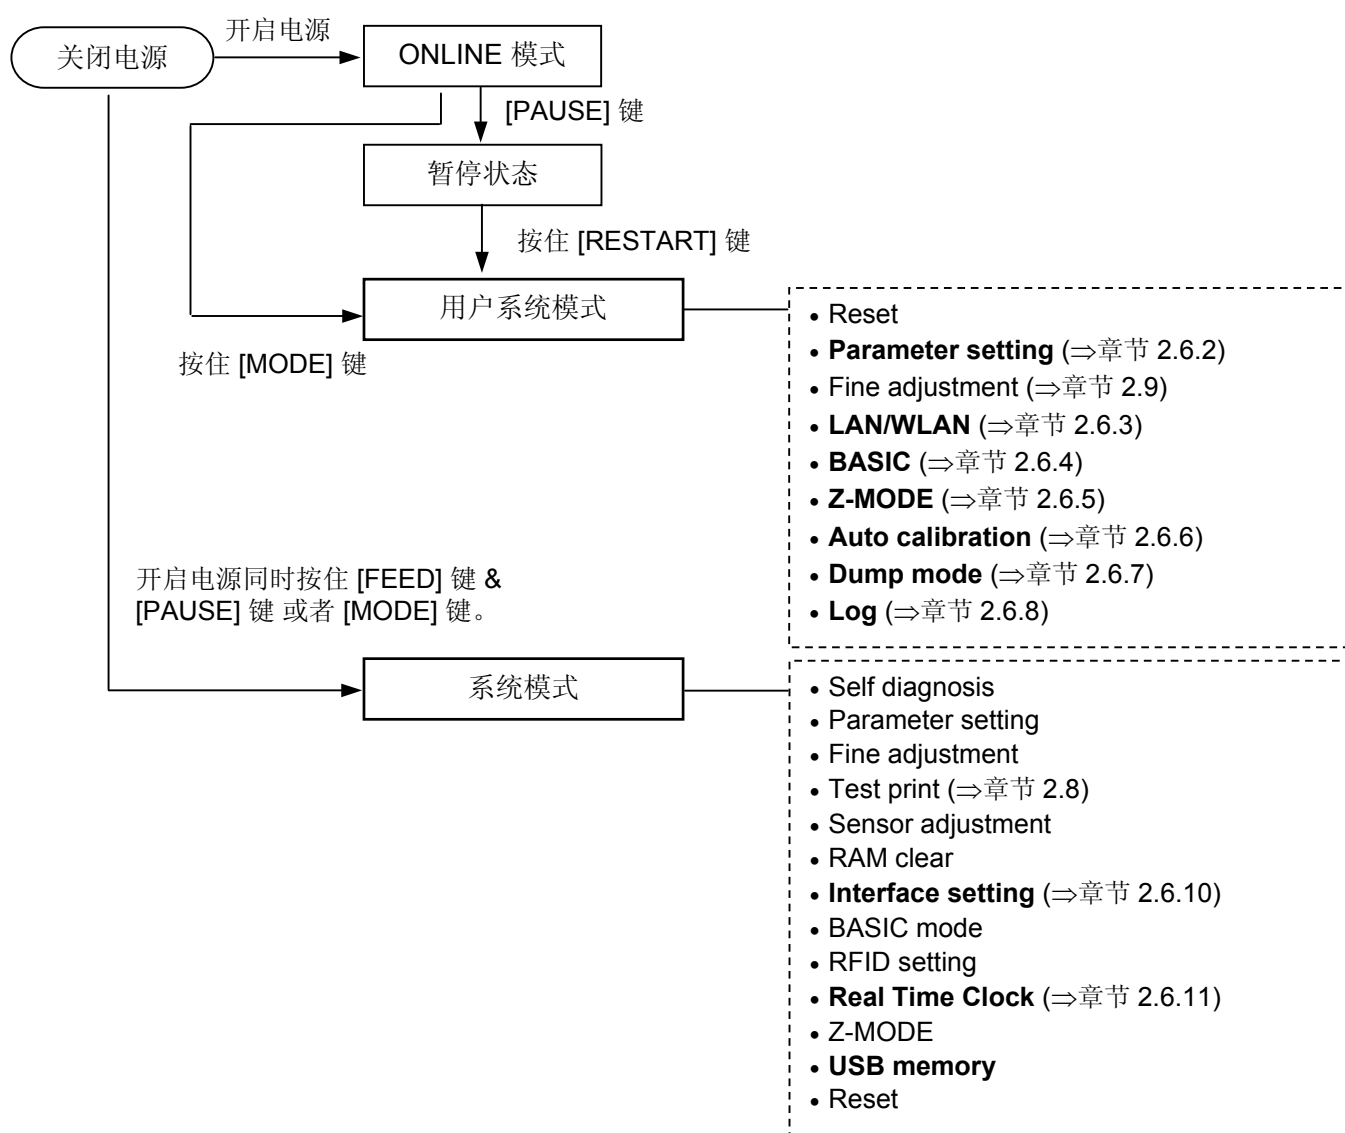 关闭电源
开启电源
ONLINE 模式
[PAUSE] 键
暂停状态
按住 [RESTART] 键
用户系统模式
按住 [MODE] 键
• Reset
• Parameter setting (⇒章节 2.6.2)
• Fine adjustment (⇒章节 2.9)
• LAN/WLAN (⇒章节 2.6.3)
• BASIC (⇒章节 2.6.4)
• Z-MODE (⇒章节 2.6.5)
• Auto calibration (⇒章节 2.6.6)
• Dump mode (⇒章节 2.6.7)
• Log (⇒章节 2.6.8)
开启电源同时按住 [FEED] 键 &
[PAUSE] 键 或者 [MODE] 键。
系统模式
• Self diagnosis
• Parameter setting
• Fine adjustment
• Test print (⇒章节 2.8)
• Sensor adjustment
• RAM clear
• Interface setting (⇒章节 2.6.10)
• BASIC mode
• RFID setting
• Real Time Clock (⇒章节 2.6.11)
• Z-MODE
• USB memory
• Reset